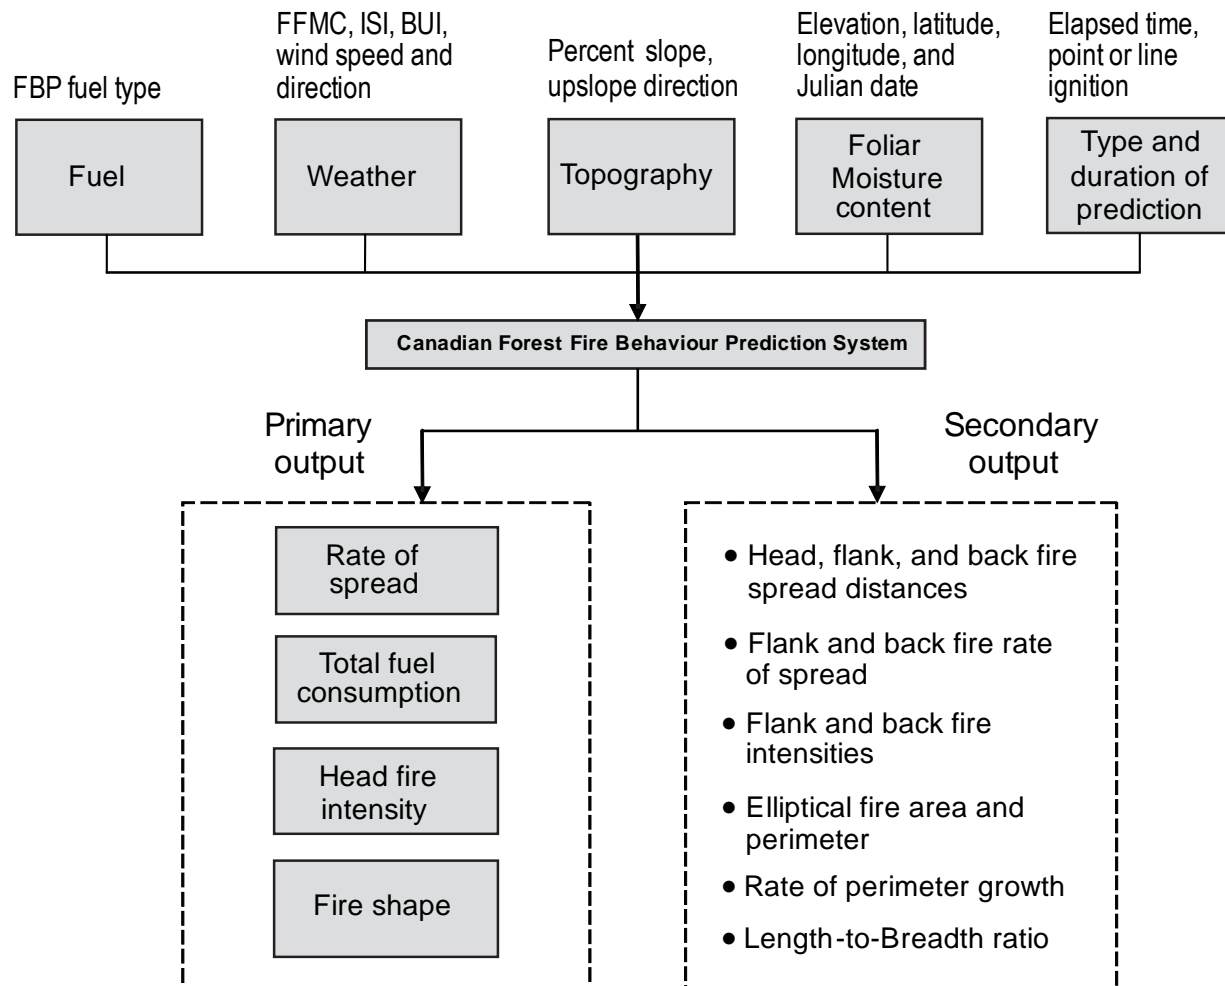 FBP fuel type
FFMC, ISI, BUI,
wind speed and
direction
Percent slope,
upslope direction
Elevation, latitude,
longitude, and
Julian date
Elapsed time,
point or line
ignition
Fuel
Weather
Topography
Foliar
Moisture
content
Type and
duration of
prediction
Canadian Forest Fire Behaviour Prediction System
Primary
output
Secondary
output
Rate of
spread
Total fuel
consumption
Head fire
intensity
Fire shape
• Head, flank, and back fire
spread distances
• Flank and back fire rate
of spread
• Flank and back fire
intensities
• Elliptical fire area and
perimeter
• Rate of perimeter growth
• Length-to-Breadth ratio